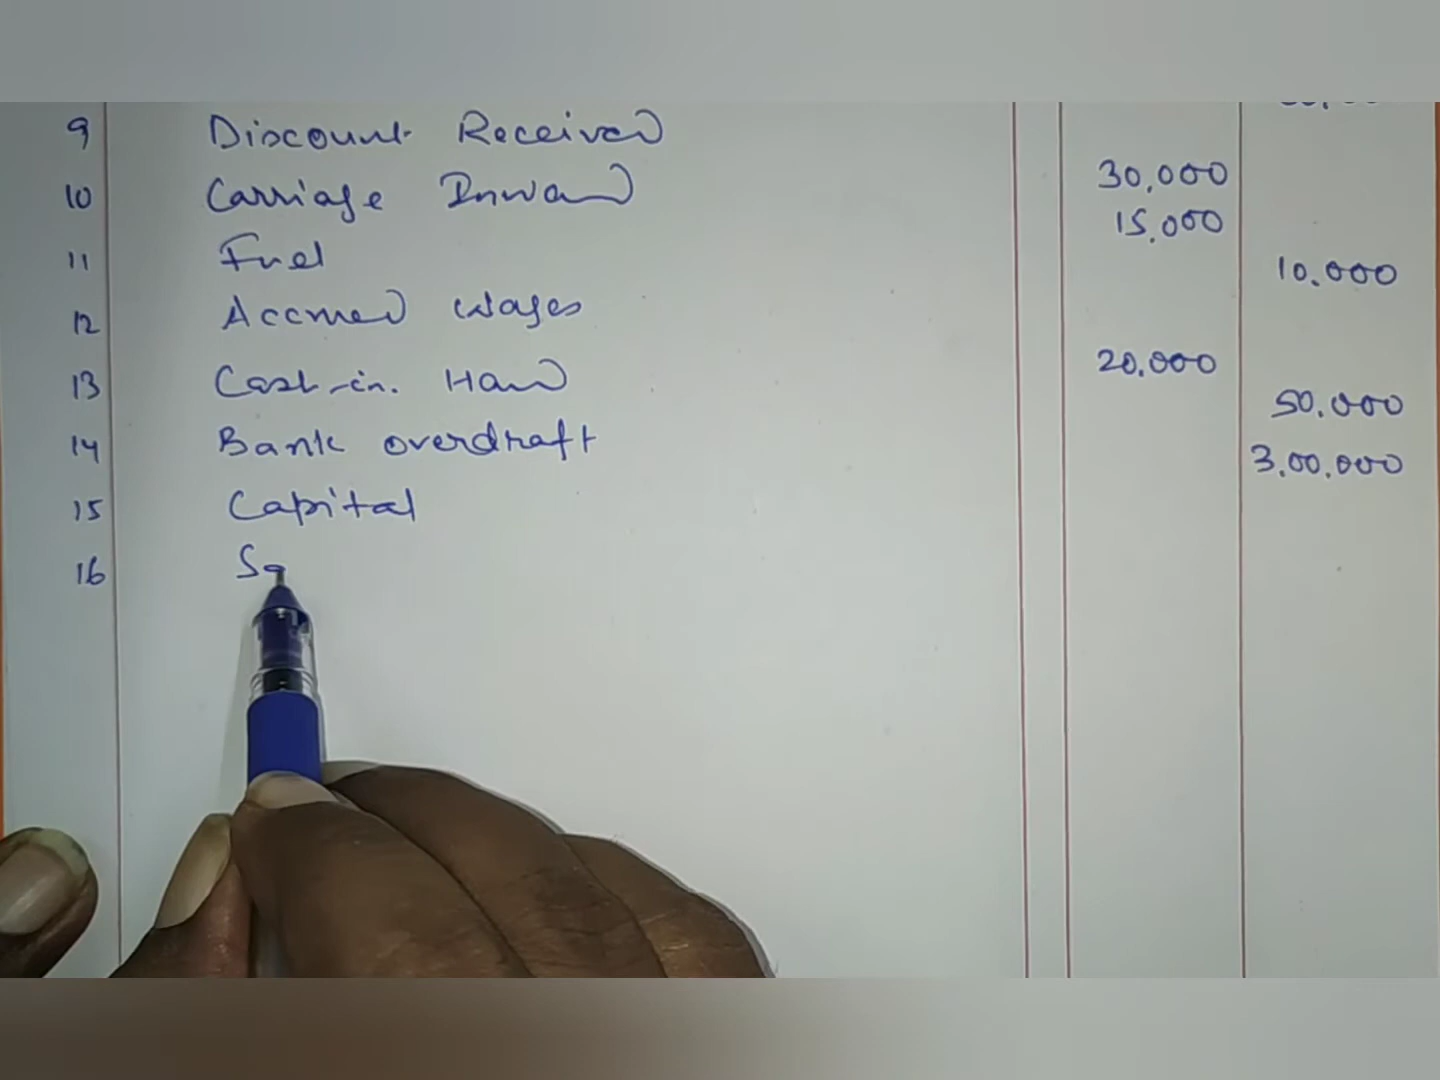 9 Discount Received
10 Carriage Inward 30,000
11 Fuel 15,000
12 Accrued Wages 10,000
13 Cash-in. Hand 20,000
14 Bank overdraft 50,000
15 Capital 3,00,000
16 Sa